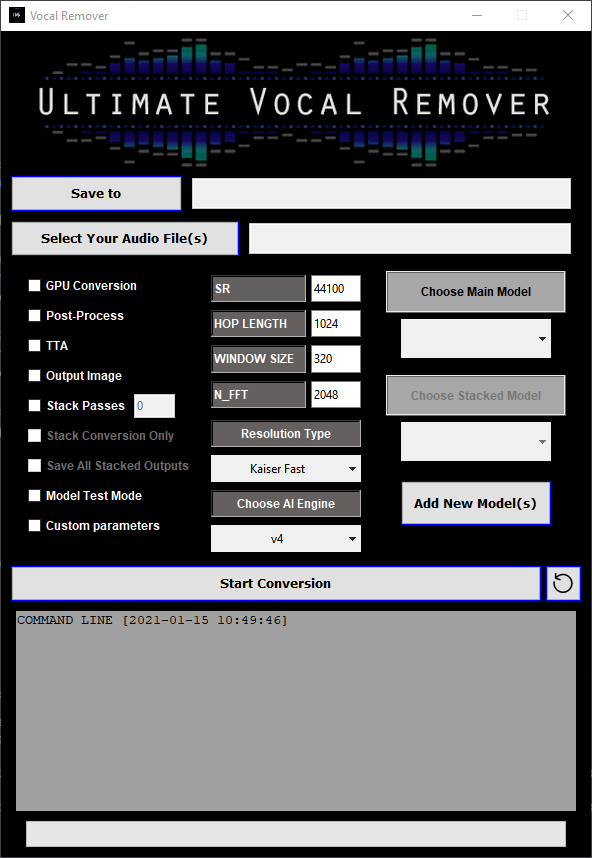 Vocal Remover
ULTIMATE VOCAL REMOVER
Save to
Select Your Audio File(s)
GPU Conversion
Post-Process
TTA
Output Image
Stack Passes 0
Stack Conversion Only
Save All Stacked Outputs
Model Test Mode
Custom parameters
SR 44100
HOP LENGTH 1024
WINDOW SIZE 320
N_FFT 2048
Resolution Type
Kaiser Fast
Choose AI Engine
v4
Choose Main Model
Choose Stacked Model
Add New Model(s)
Start Conversion
COMMAND LINE [2021-01-15 10:49:46]